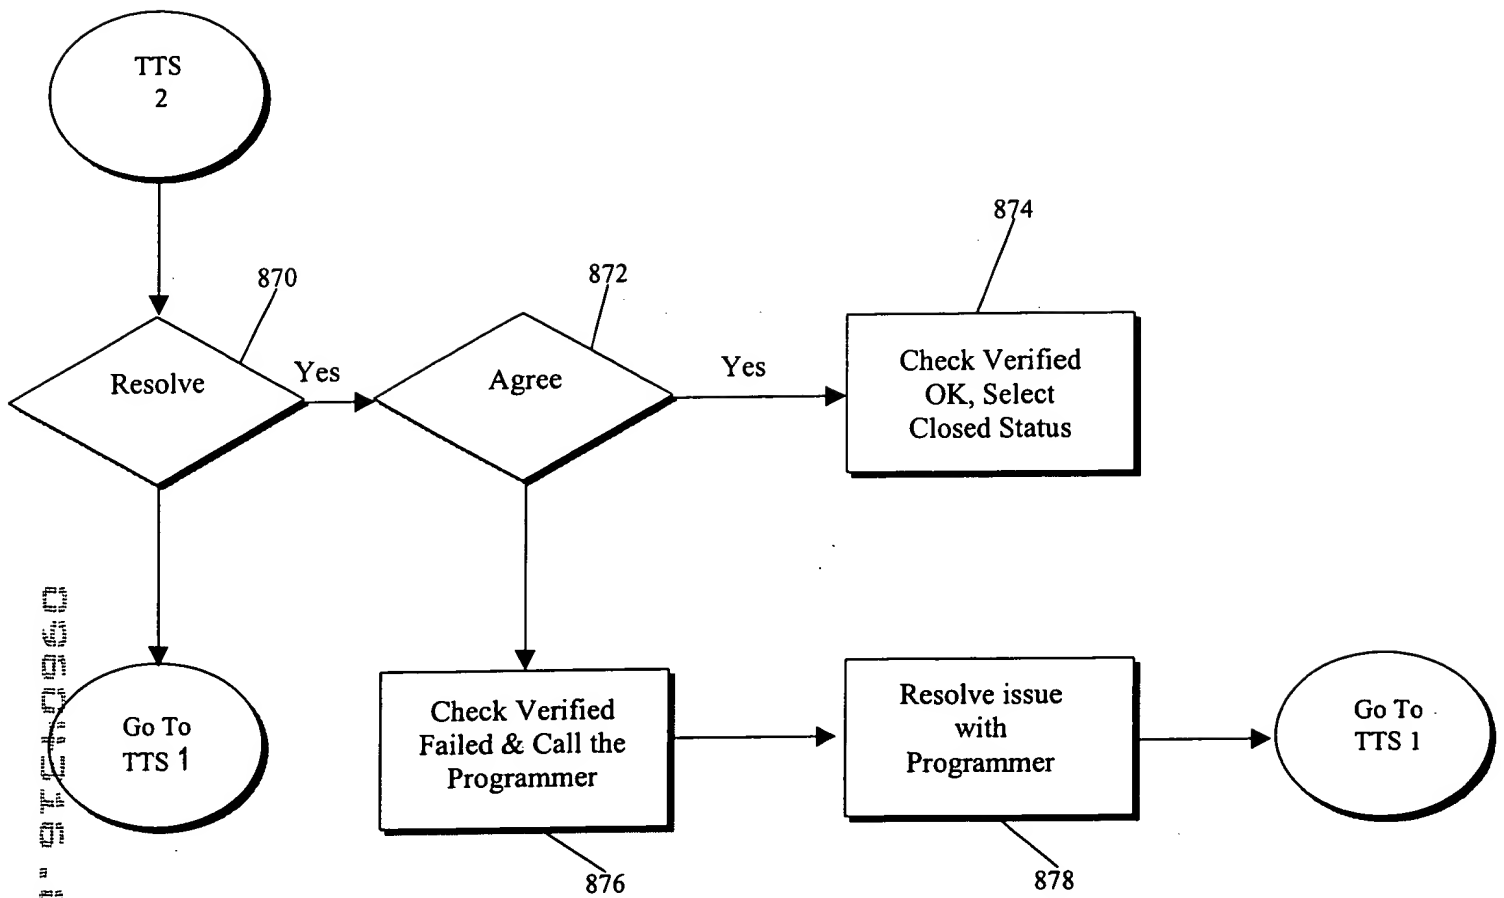 TTS
2
870
872
874
Resolve
Yes
Agree
Yes
Check Verified
OK, Select
Closed Status
Go To
TTS 1
Check Verified
Failed & Call the
Programmer
Resolve issue
with
Programmer
Go To
TTS 1
876
878